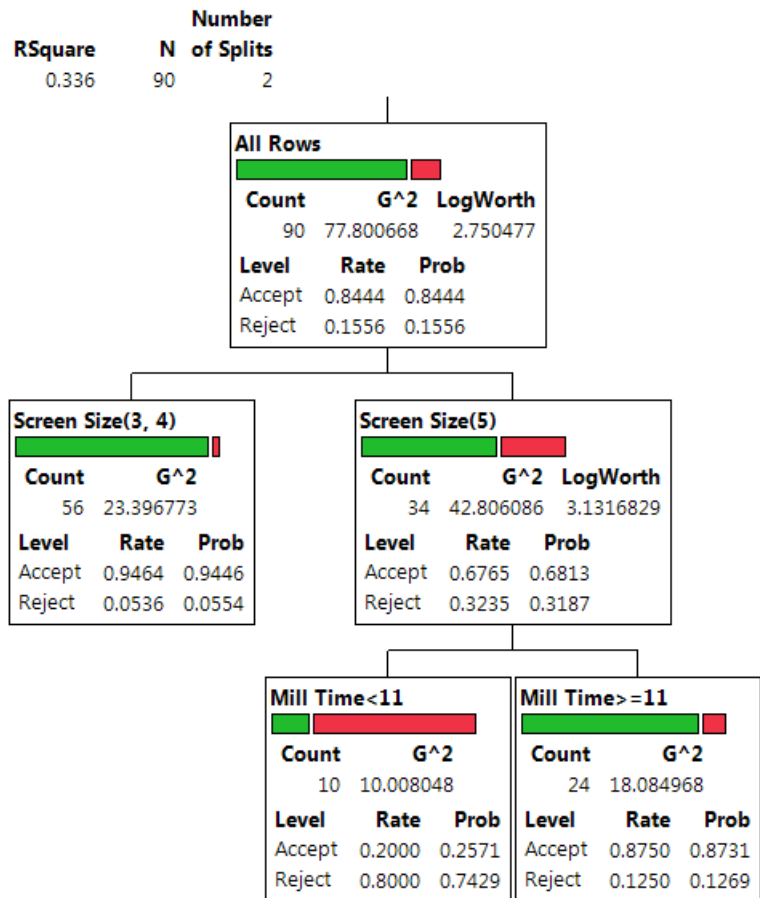 Number
RSquare N of Splits
0.336 90 2
All Rows
Count G^2 LogWorth
90 77.800668 2.750477
Level Rate Prob
Accept 0.8444 0.8444
Reject 0.1556 0.1556
Screen Size(3, 4)
Count G^2
56 23.396773
Level Rate Prob
Accept 0.9464 0.9446
Reject 0.0536 0.0554
Screen Size(5)
Count G^2 LogWorth
34 42.806086 3.1316829
Level Rate Prob
Accept 0.6765 0.6813
Reject 0.3235 0.3187
Mill Time<11
Count G^2
10 10.008048
Level Rate Prob
Accept 0.2000 0.2571
Reject 0.8000 0.7429
Mill Time>=11
Count G^2
24 18.084968
Level Rate Prob
Accept 0.8750 0.8731
Reject 0.1250 0.1269